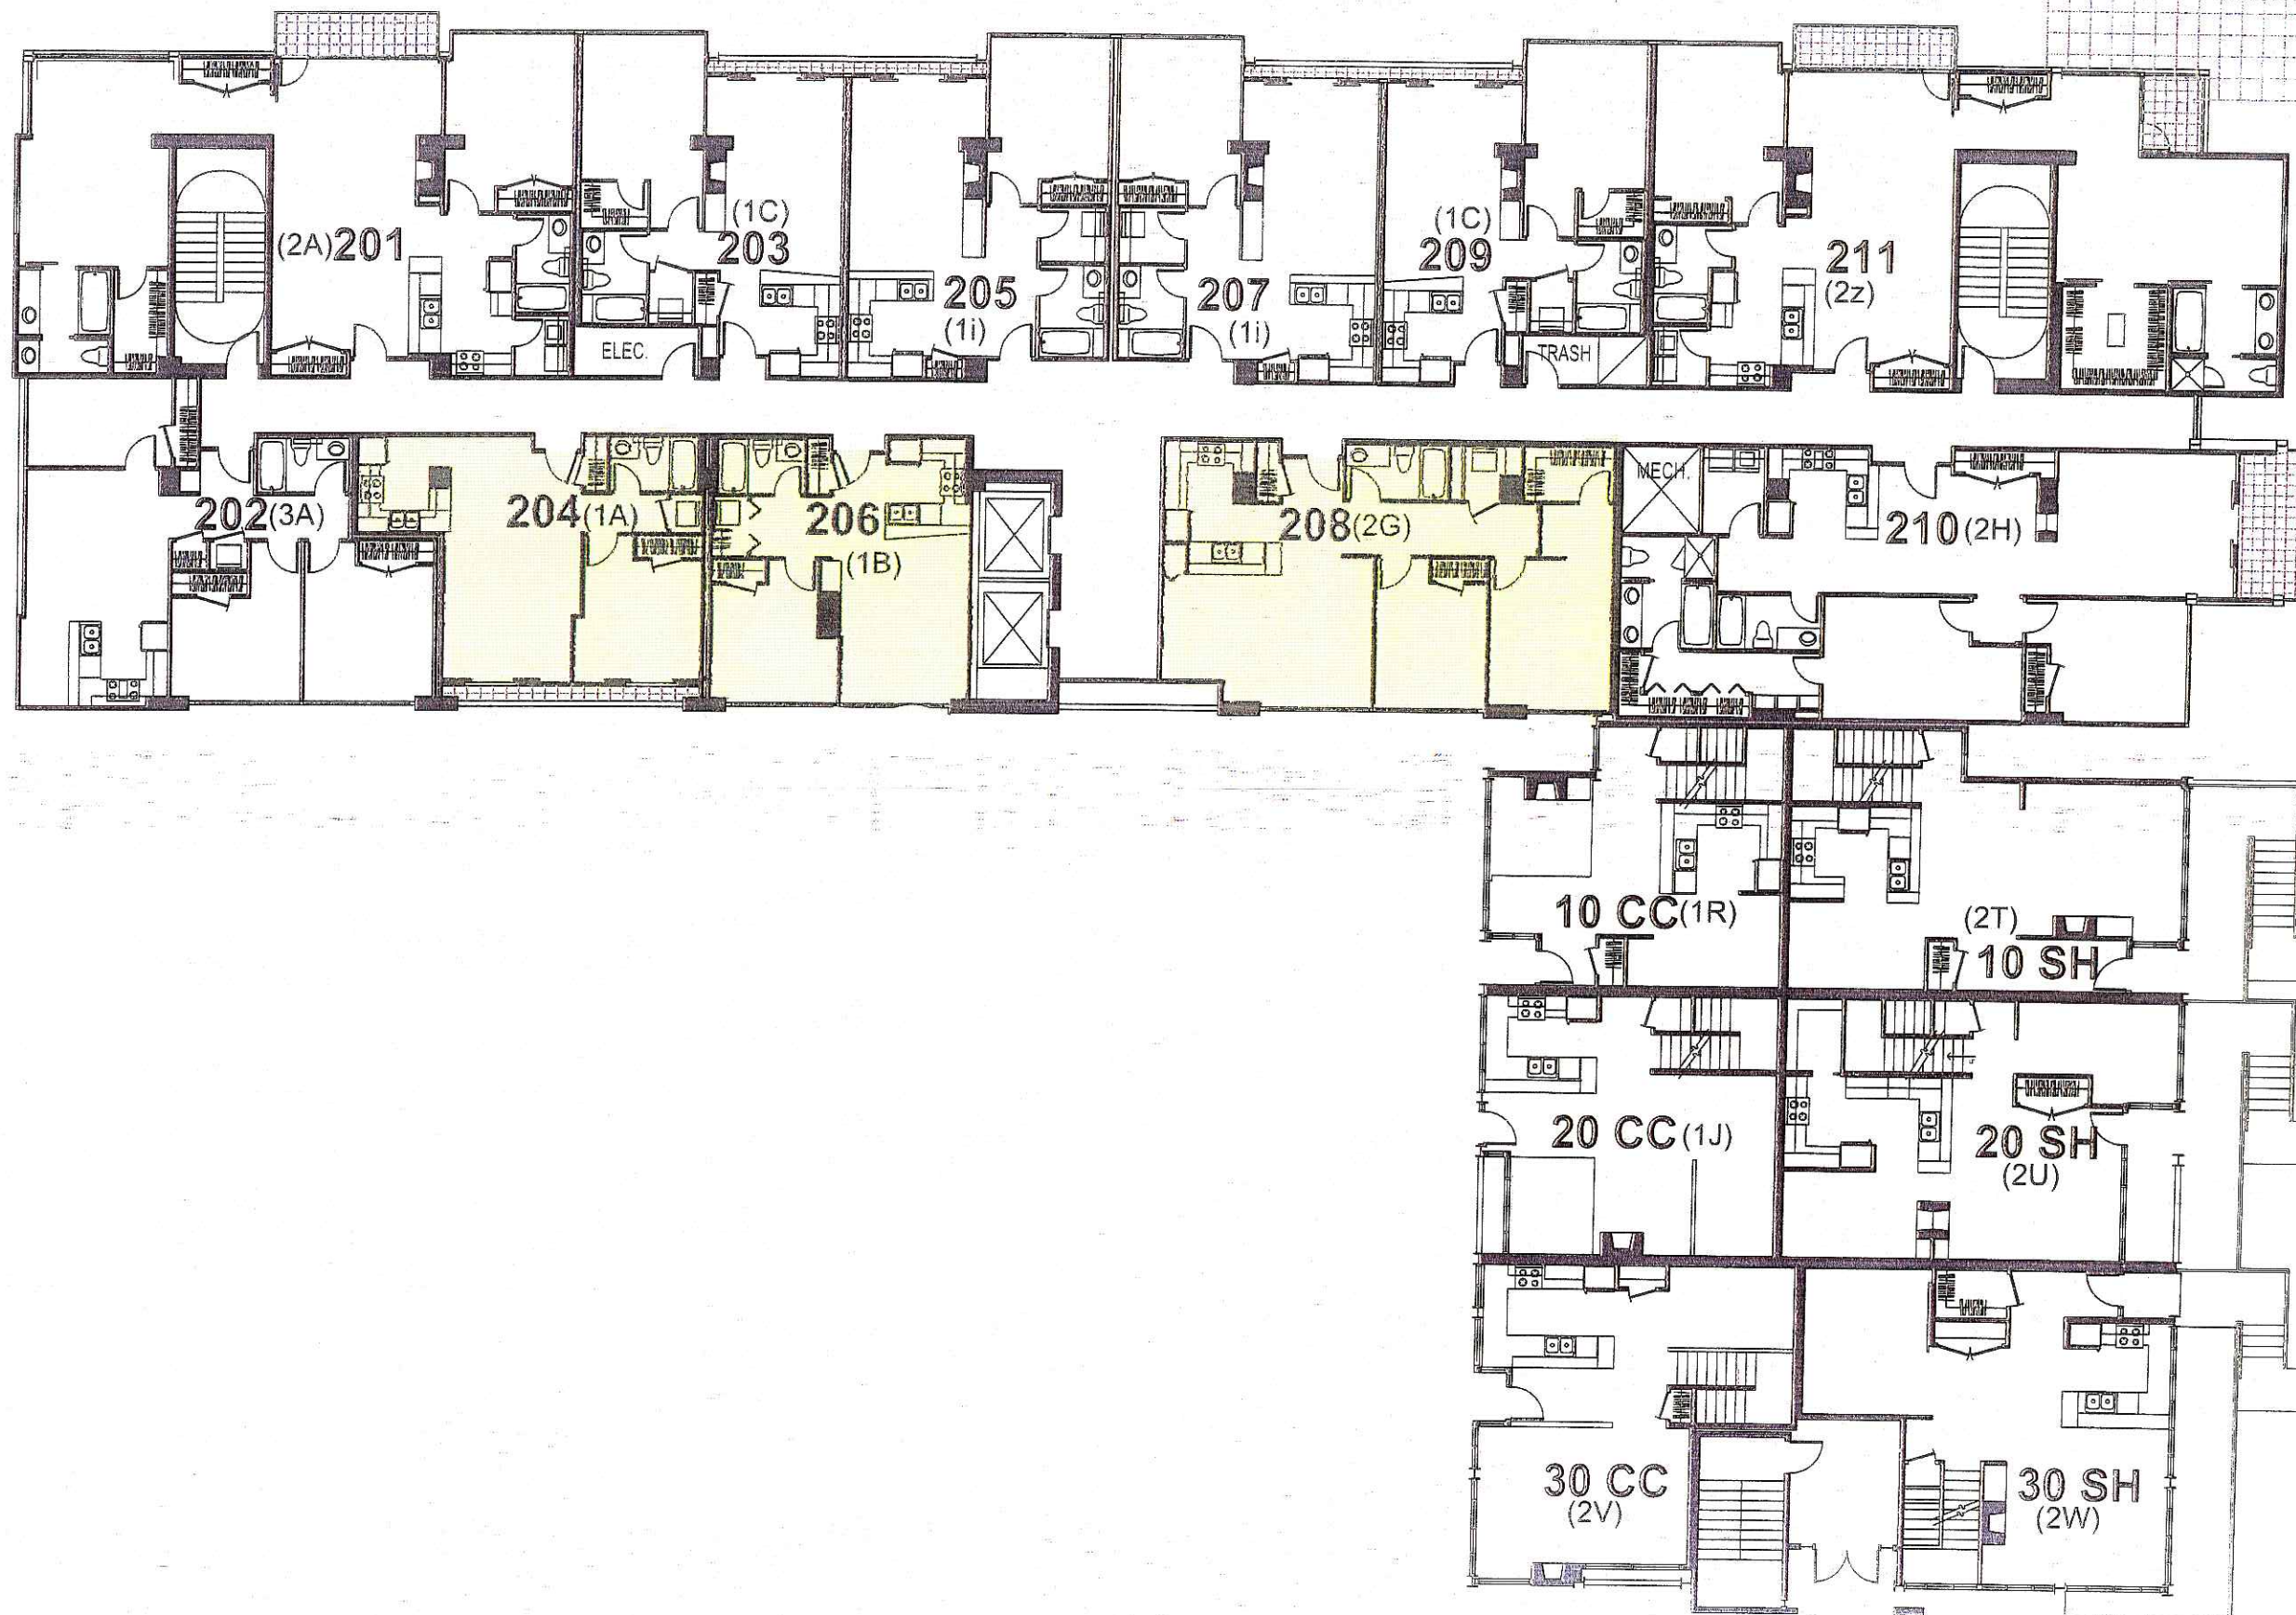 (2A)201
(1C)
203
205
(1i)
207
(1i)
(1C)
209
211
(2z)
ELEC.
TRASH
202(3A)
204(1A)
206
(1B)
208(2G)
MECH.
210(2H)
10 CC(1R)
(2T)
10 SH
20 CC(1J)
20 SH
(2U)
30 CC
(2V)
30 SH
(2W)